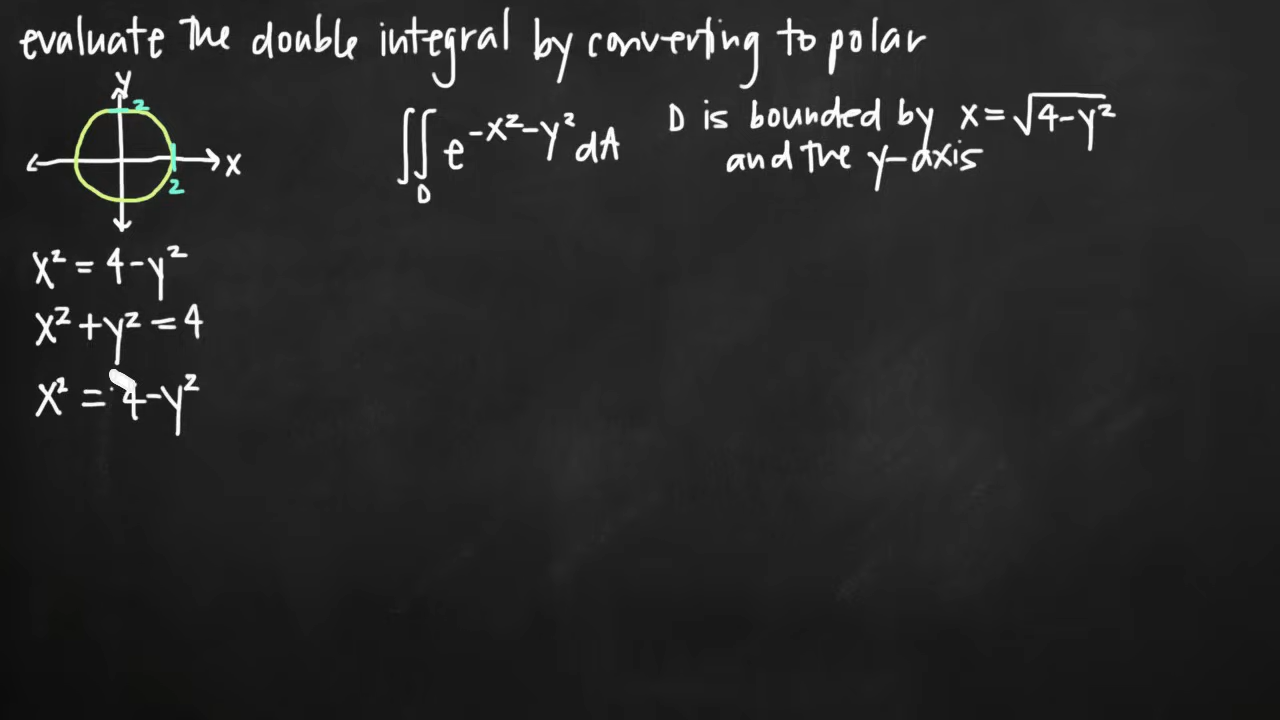 evaluate the double integral by converting to polar
y
2
x
2
∬_D e^(-x²-y²) dA
D is bounded by x = √(4-y²)
and the y-axis
x² = 4-y²
x² + y² = 4
x² = 4-y²